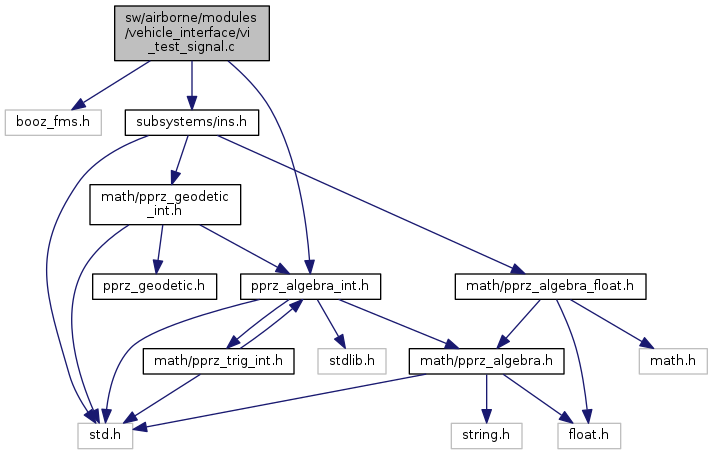 sw/airborne/modules
/vehicle_interface/vi
_test_signal.c
booz_fms.h
subsystems/ins.h
math/pprz_geodetic
_int.h
pprz_geodetic.h
pprz_algebra_int.h
math/pprz_algebra_float.h
math/pprz_trig_int.h
stdlib.h
math/pprz_algebra.h
math.h
std.h
string.h
float.h